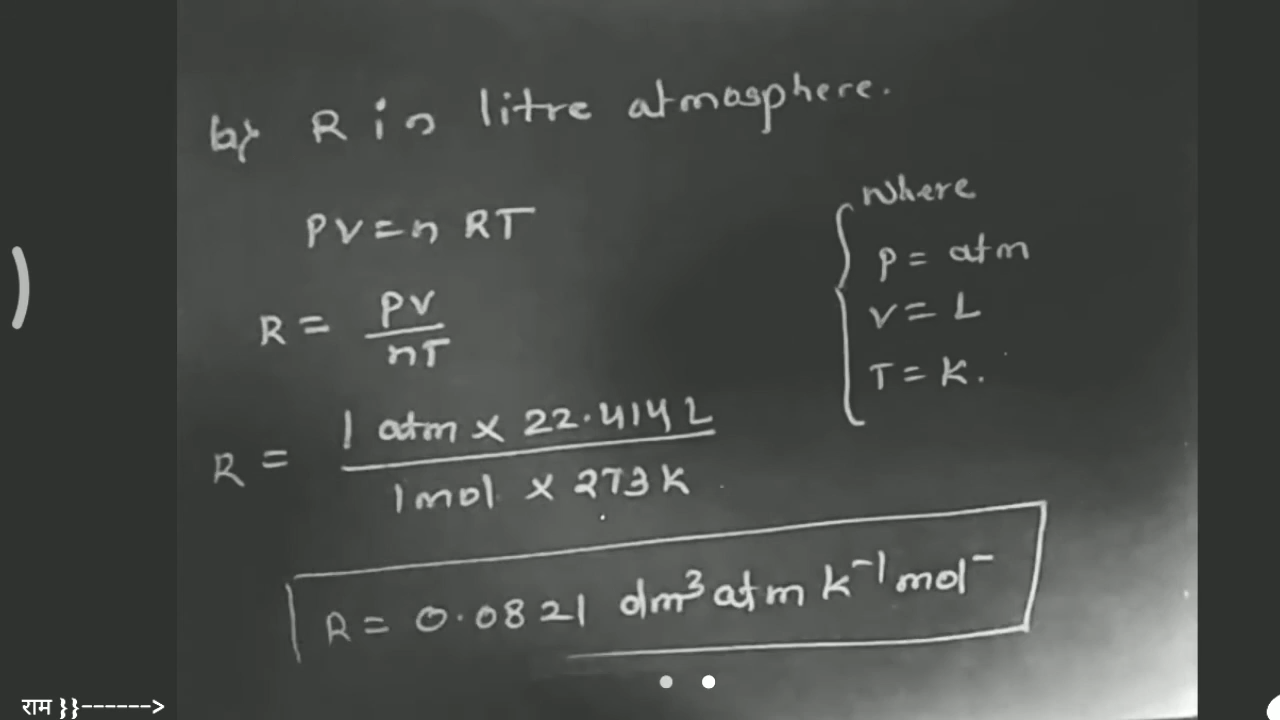 b) R in litre atmosphere.
PV = n RT
R = PV / nT
R = 1 atm x 22.414 L / 1 mol x 273 K
R = 0.0821 dm³ atm k⁻¹ mol⁻
Where
P = atm
V = L
T = K.
राम }}------>